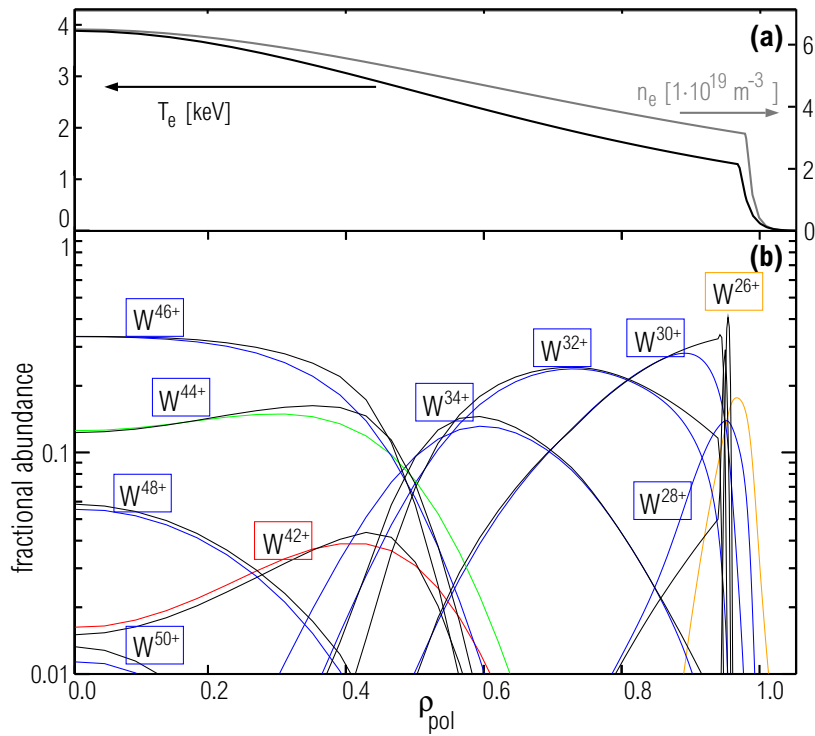 4
3
2
1
0
(a)
T_e [keV]
n_e [1·10^19 m^-3 ]
6
4
2
0
1
0.1
0.01
fractional abundance
(b)
W^26+
W^46+
W^30+
W^32+
W^44+
W^34+
W^48+
W^28+
W^42+
W^50+
0.0
0.2
0.4
0.6
0.8
1.0
ρ_pol